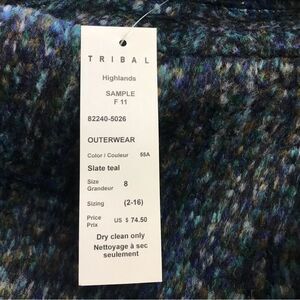 TRIBAL
Highlands
SAMPLE
F 11
82240-5026
OUTERWEAR
Color / Couleur 55A
Slate teal
Size
Grandeur 8
Sizing (2-16)
Price
Prix US $ 74.50
Dry clean only
Nettoyage à sec
seulement